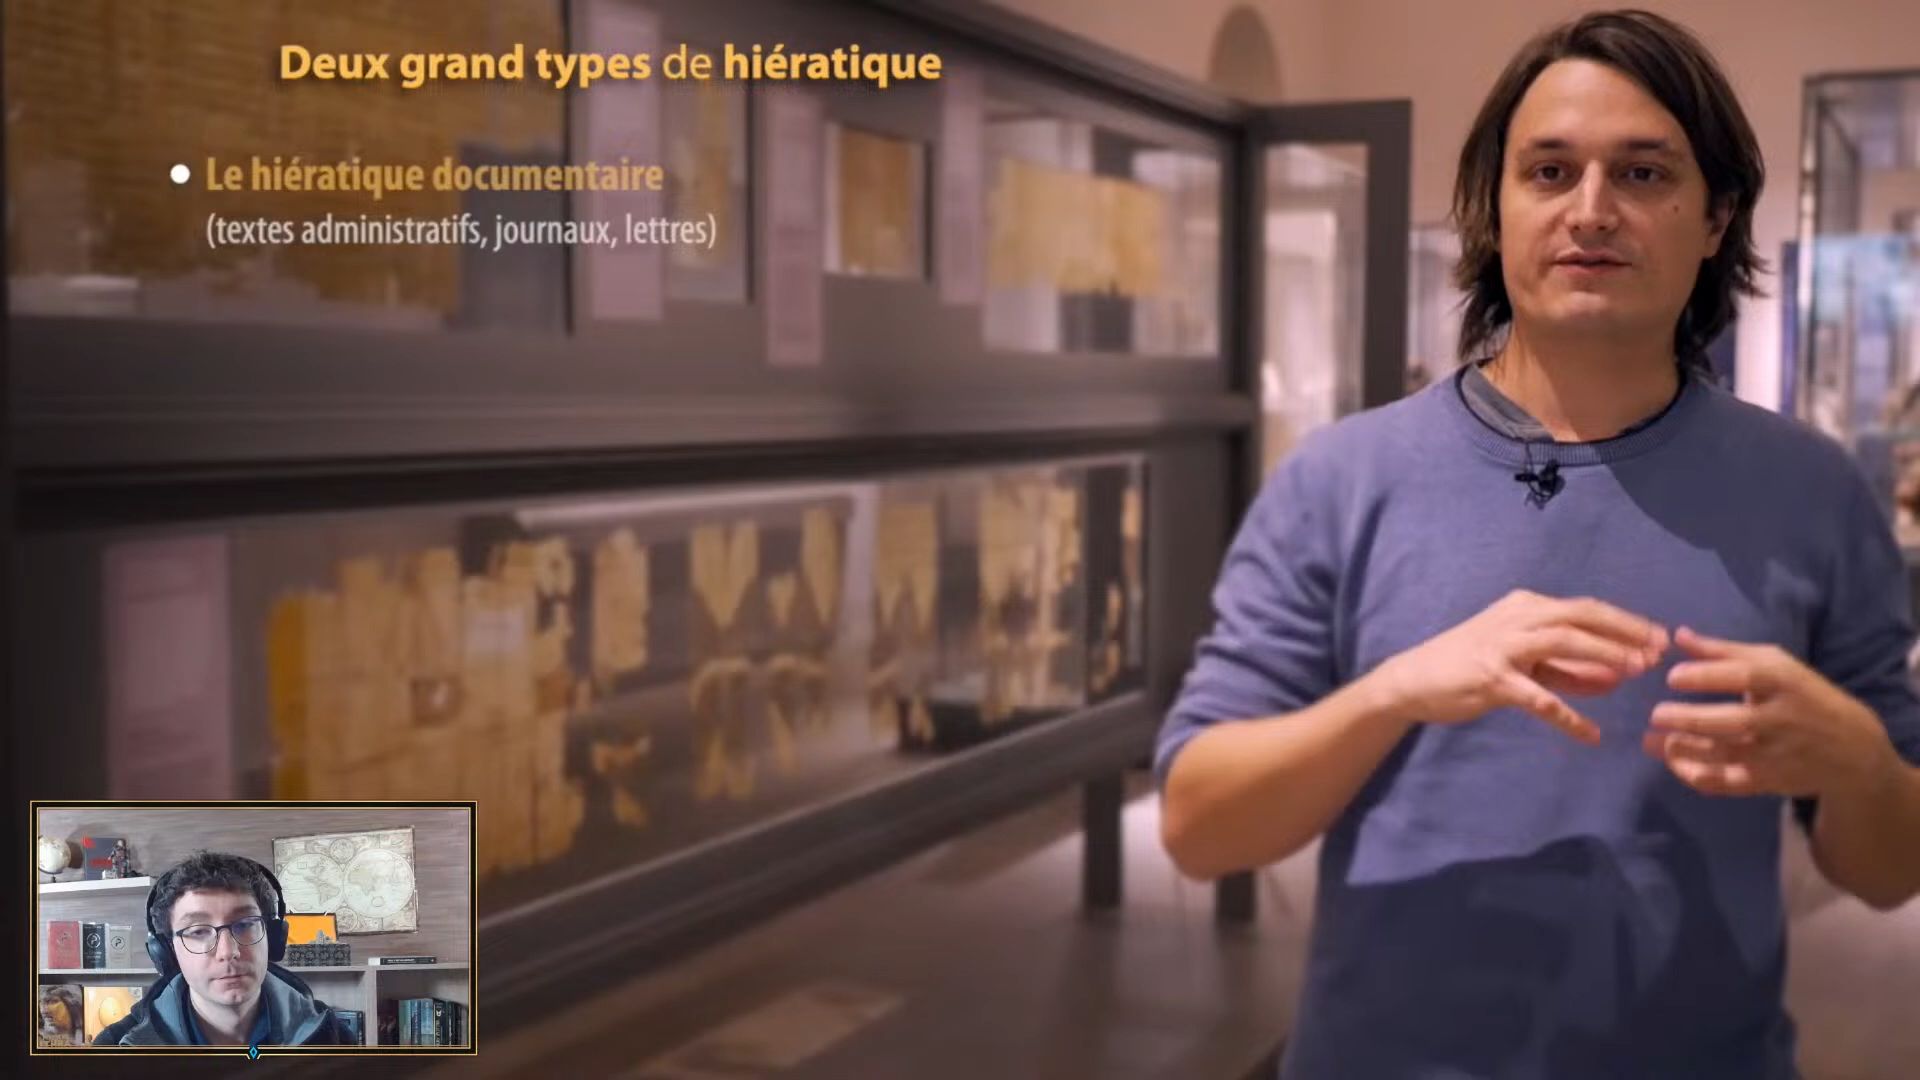 Deux grand types de hiératique
Le hiératique documentaire
(textes administratifs, journaux, lettres)